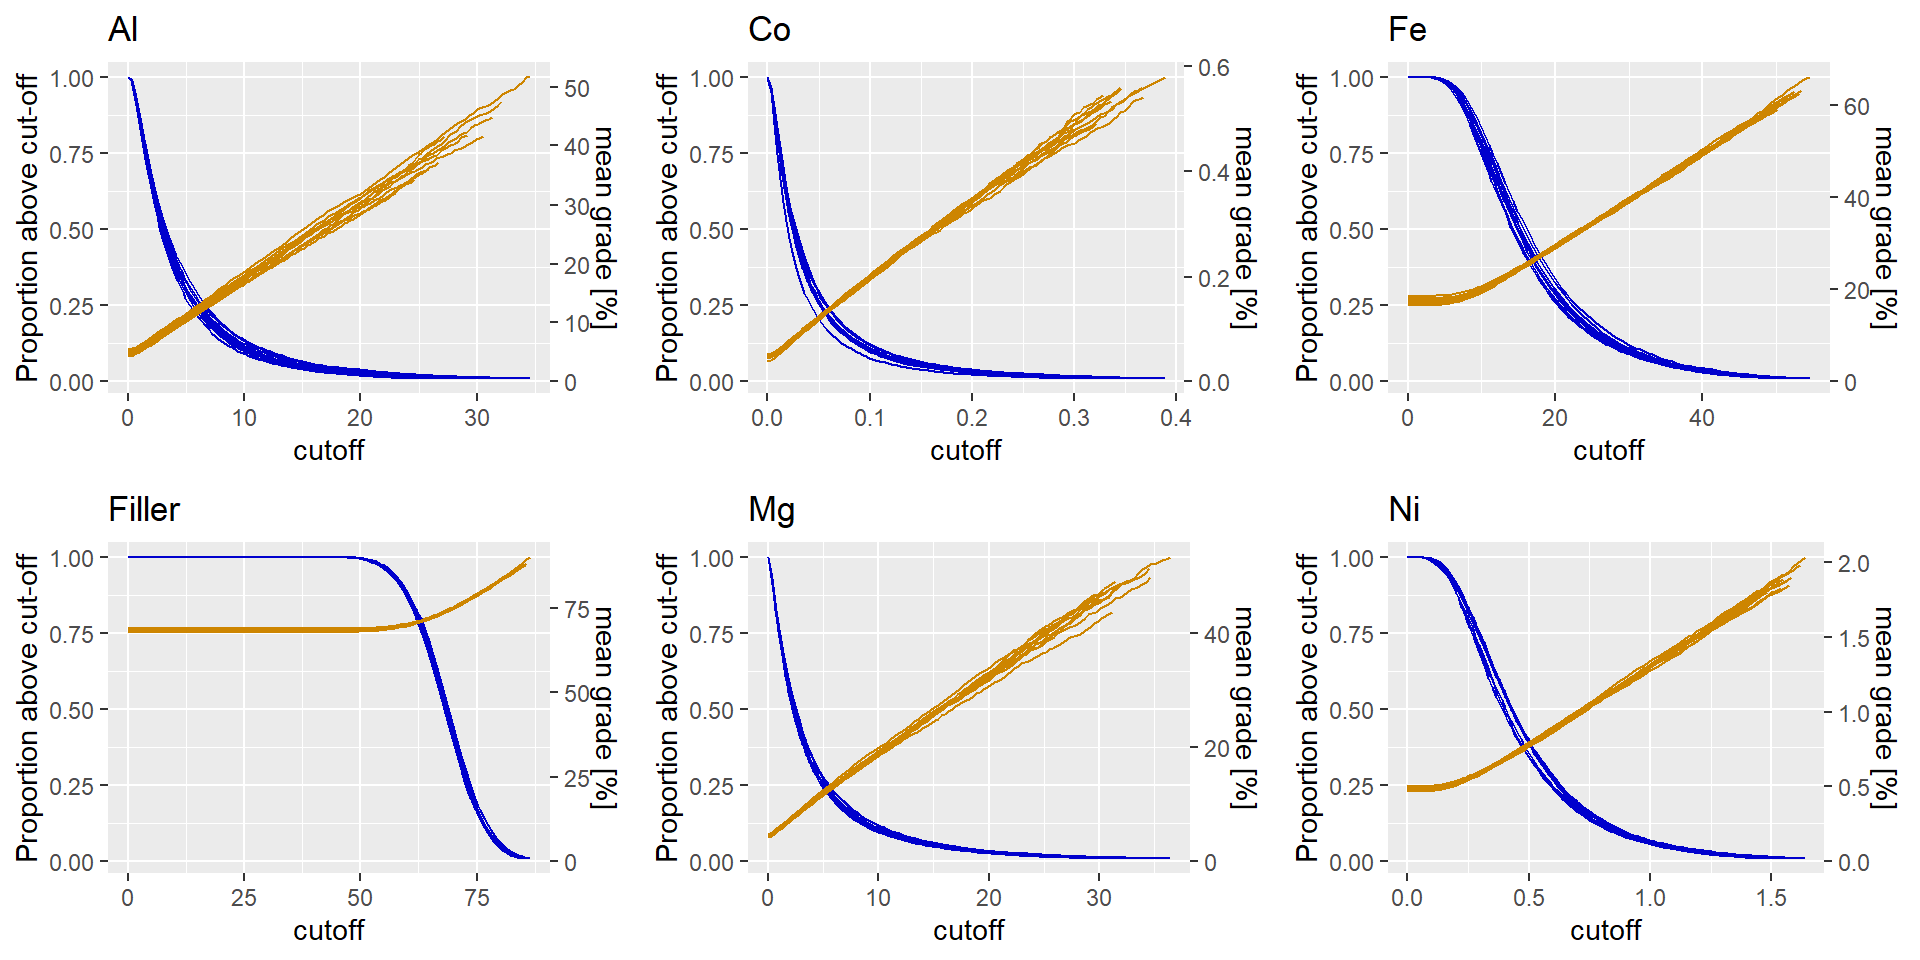 Al
Proportion above cut-off
1.00
0.75
0.50
0.25
0.00
50
40
30
20
10
0
mean grade [%]
0 10 20 30
cutoff
Co
Proportion above cut-off
1.00
0.75
0.50
0.25
0.00
0.6
0.4
0.2
0.0
mean grade [%]
0.0 0.1 0.2 0.3 0.4
cutoff
Fe
Proportion above cut-off
1.00
0.75
0.50
0.25
0.00
60
40
20
0
mean grade [%]
0 20 40
cutoff
Filler
Proportion above cut-off
1.00
0.75
0.50
0.25
0.00
75
50
25
0
mean grade [%]
0 25 50 75
cutoff
Mg
Proportion above cut-off
1.00
0.75
0.50
0.25
0.00
40
20
0
mean grade [%]
0 10 20 30
cutoff
Ni
Proportion above cut-off
1.00
0.75
0.50
0.25
0.00
2.0
1.5
1.0
0.5
0.0
mean grade [%]
0.0 0.5 1.0 1.5
cutoff